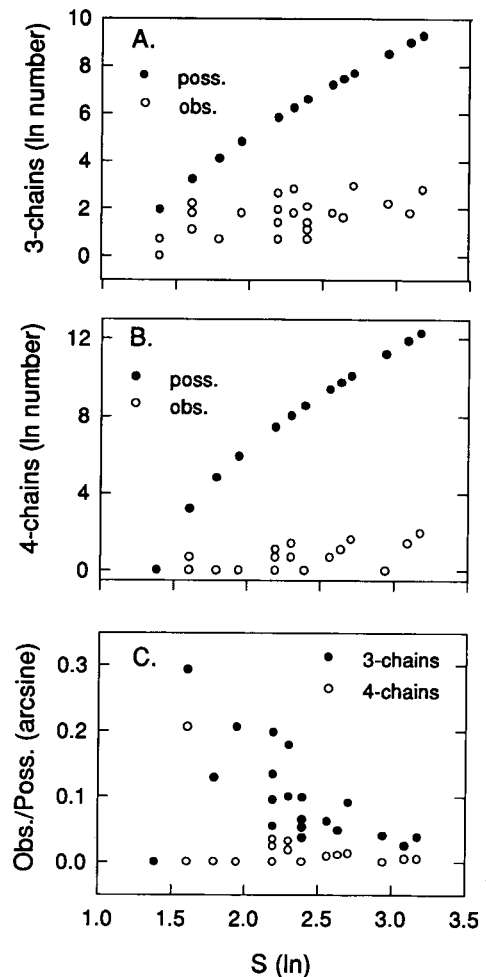 A.
poss.
obs.
3-chains (ln number)
10
8
6
4
2
0
B.
poss.
obs.
4-chains (ln number)
12
8
4
0
C.
3-chains
4-chains
Obs./Poss. (arcsine)
0.3
0.2
0.1
0.0
1.0 1.5 2.0 2.5 3.0 3.5
S (ln)